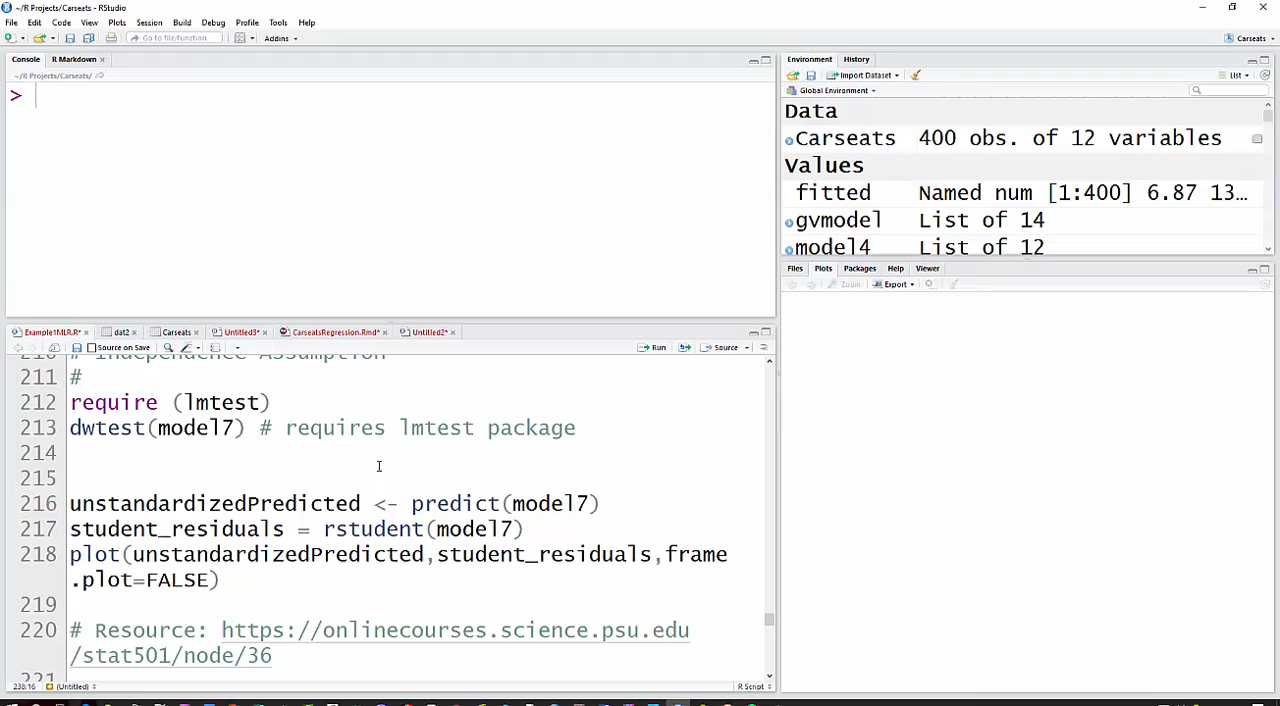 ~/R Projects/Carseats - RStudio
File Edit Code View Plots Session Build Debug Profile Tools Help
Go to file/function Addins Carseats
Console R Markdown
~/R Projects/Carseats/
>
Environment History
Import Dataset List
Global Environment
Data
Carseats 400 obs. of 12 variables
Values
fitted Named num [1:400] 6.87 13…
gvmodel List of 14
model4 List of 12
Files Plots Packages Help Viewer
Zoom Export
Example1MLR.R* dat2 Carseats Untitled3* CarseatsRegression.Rmd* Untitled2*
Source on Save Run Source
210 # Independence Assumption
211 #
212 require (lmtest)
213 dwtest(model7) # requires lmtest package
214
215
216 unstandardizedPredicted <- predict(model7)
217 student_residuals = rstudent(model7)
218 plot(unstandardizedPredicted,student_residuals,frame
.plot=FALSE)
219
220 # Resource: https://onlinecourses.science.psu.edu
/stat501/node/36
221
238:16 (Untitled) R Script